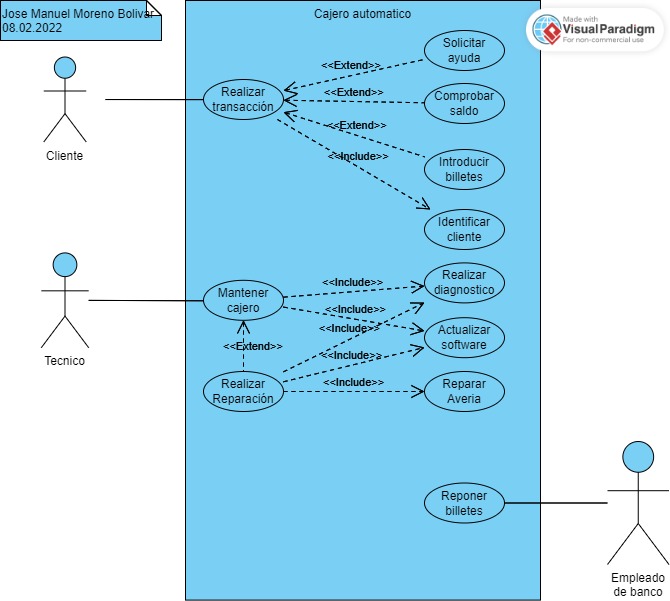 Jose Manuel Moreno Bolivar
08.02.2022
Cajero automatico
Made with
VisualParadigm
For non-commercial use
Solicitar
ayuda
<<Extend>>
Realizar
transacción
<<Extend>>
Comprobar
saldo
<<Extend>>
Cliente
<<Include>>
Introducir
billetes
Identificar
cliente
Mantener
cajero
<<Include>>
Realizar
diagnostico
<<Include>>
<<Include>>
Actualizar
software
Tecnico
<<Extend>>
<<Include>>
Realizar
Reparación
<<Include>>
Reparar
Averia
Reponer
billetes
Empleado
de banco